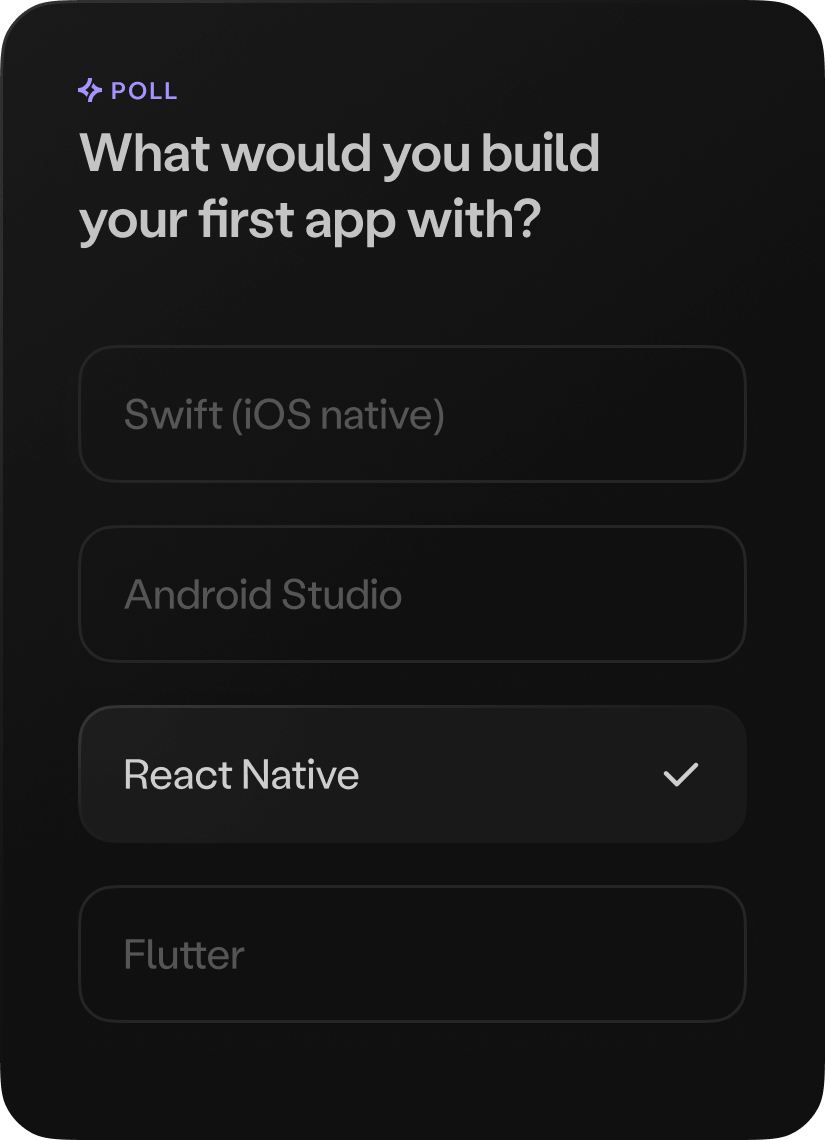 POLL
What would you build
your first app with?
Swift (iOS native)
Android Studio
React Native
Flutter